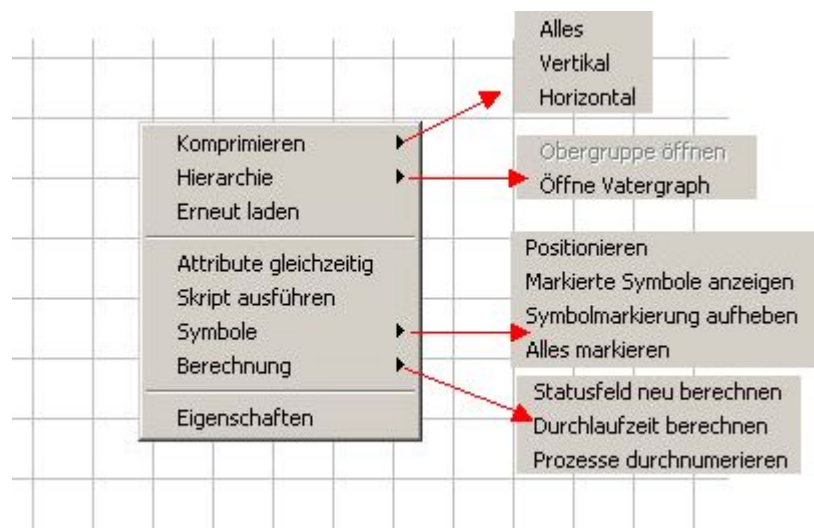 Komprimieren
Hierarchie
Erneut laden
Attribute gleichzeitig
Skript ausführen
Symbole
Berechnung
Eigenschaften
Alles
Vertikal
Horizontal
Obergruppe öffnen
Öffne Vatergraph
Positionieren
Markierte Symbole anzeigen
Symbolmarkierung aufheben
Alles markieren
Statusfeld neu berechnen
Durchlaufzeit berechnen
Prozesse durchnumerieren